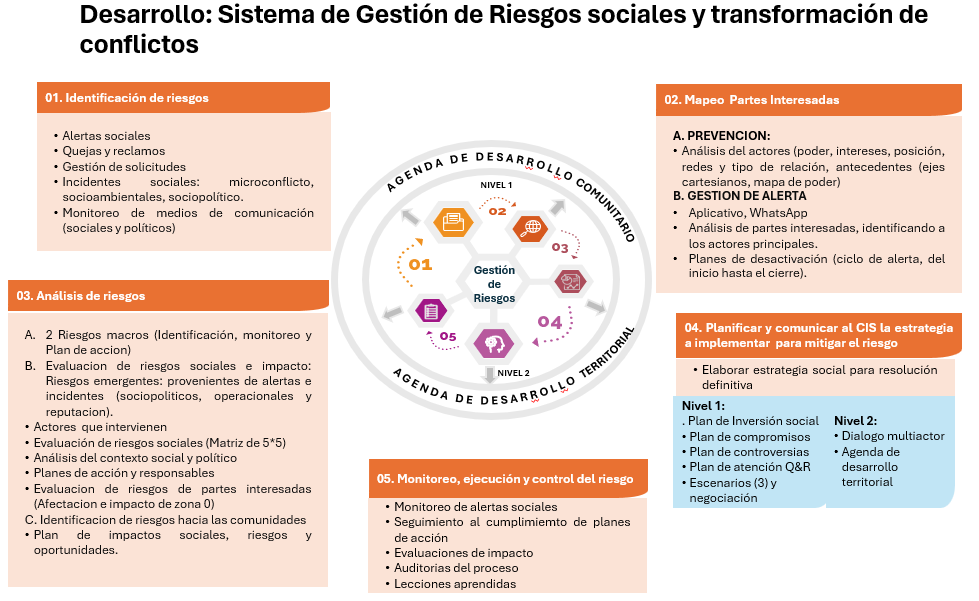 Desarrollo: Sistema de Gestión de Riesgos sociales y transformación de
conflictos
01. Identificación de riesgos
• Alertas sociales
• Quejas y reclamos
• Gestión de solicitudes
• Incidentes sociales: microconflicto,
socioambientales, sociopolítico.
• Monitoreo de medios de comunicación
(sociales y políticos)
02. Mapeo Partes Interesadas
A. PREVENCION:
• Análisis del actores (poder, intereses, posición,
redes y tipo de relación, antecedentes (ejes
cartesianos, mapa de poder)
B. GESTION DE ALERTA
• Aplicativo, WhatsApp
• Análisis de partes interesadas, identificando a
los actores principales.
• Planes de desactivación (ciclo de alerta, del
inicio hasta el cierre).
03. Análisis de riesgos
A. 2 Riesgos macros (Identificación, monitoreo y
Plan de accion)
B. Evaluacion de riesgos sociales e impacto:
Riesgos emergentes: provenientes de alertas e
incidentes (sociopoliticos, operacionales y
reputacion).
• Actores que intervienen
• Evaluación de riesgos sociales (Matriz de 5*5)
• Análisis del contexto social y político
• Planes de acción y responsables
• Evaluacion de riesgos de partes interesadas
(Afectacion e impacto de zona 0)
C. Identificacion de riesgos hacia las comunidades
• Plan de impactos sociales, riesgos y
oportunidades.
AGENDA DE DESARROLLO COMUNITARIO
NIVEL 1
01
02
03
04
05
Gestión
de
Riesgos
NIVEL 2
AGENDA DE DESARROLLO TERRITORIAL
04. Planificar y comunicar al CIS la estrategia
a implementar para mitigar el riesgo
• Elaborar estrategia social para resolución
definitiva
Nivel 1:
. Plan de Inversión social
• Plan de compromisos
• Plan de controversias
• Plan de atención Q&R
• Escenarios (3) y
negociación
Nivel 2:
• Dialogo multiactor
• Agenda de
desarrollo
territorial
05. Monitoreo, ejecución y control del riesgo
• Monitoreo de alertas sociales
• Seguimiento al cumplimiemto de planes
de acción
• Evaluaciones de impacto
• Auditorias del proceso
• Lecciones aprendidas